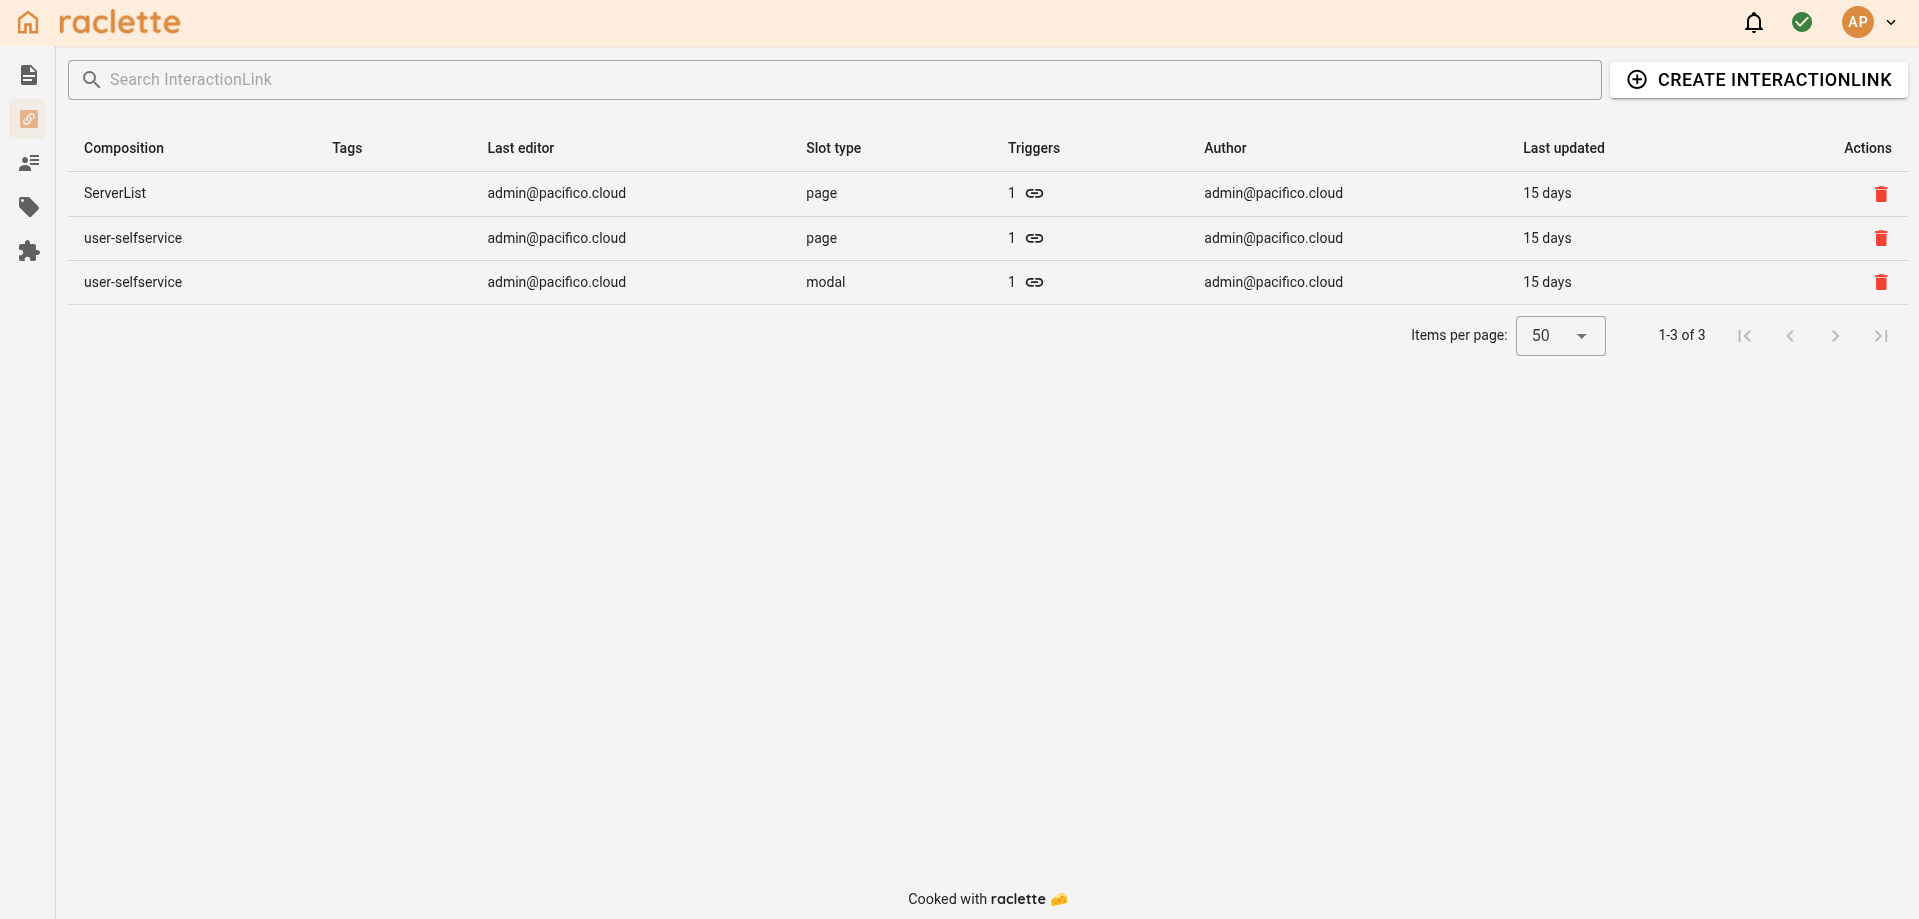 raclette
AP
Search InteractionLink
CREATE INTERACTIONLINK
Composition Tags Last editor Slot type Triggers Author Last updated Actions
ServerList admin@pacifico.cloud page 1 admin@pacifico.cloud 15 days
user-selfservice admin@pacifico.cloud page 1 admin@pacifico.cloud 15 days
user-selfservice admin@pacifico.cloud modal 1 admin@pacifico.cloud 15 days
Items per page: 50 1-3 of 3
Cooked with raclette